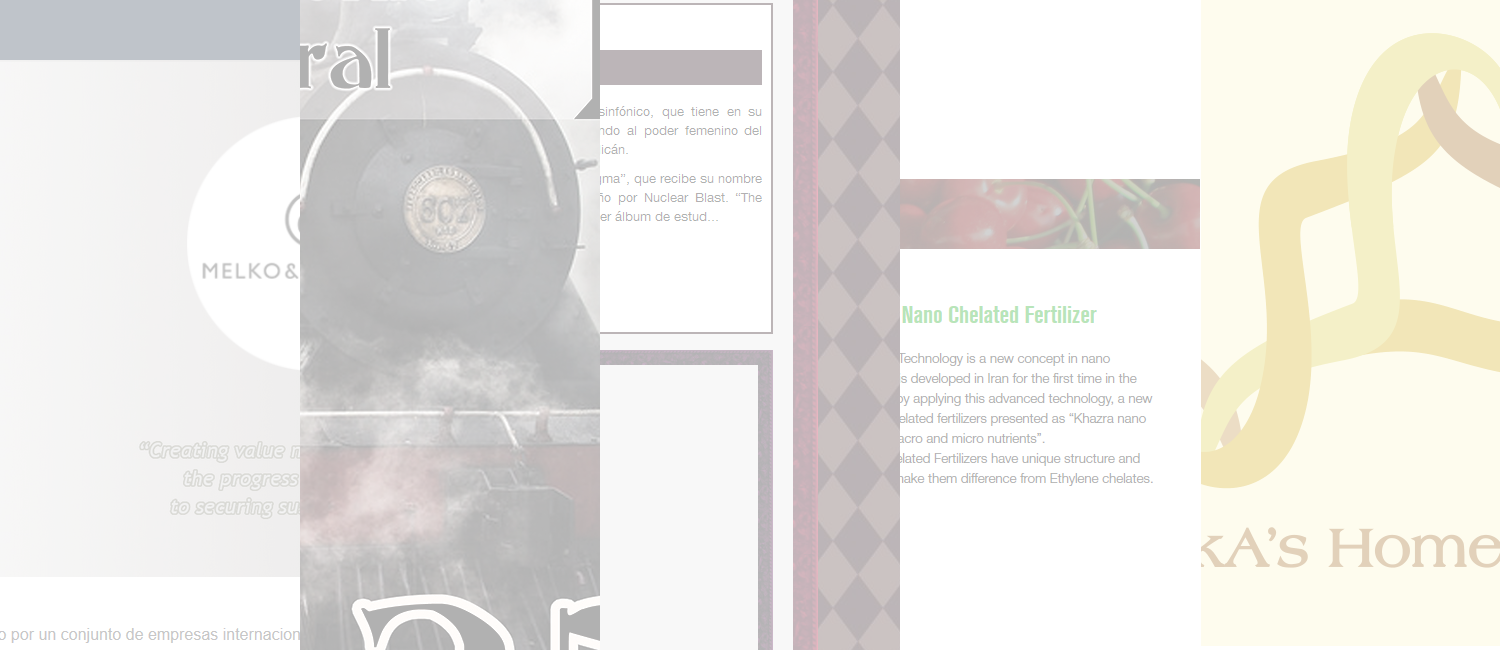 MELKO&
“Creating value
the progress
to securing
o por un conjunto de empresas internacion
ral
802
sinfónico, que tiene en su
ndo al poder femenino del
icán.
gma”, que recibe su nombre
ño por Nuclear Blast. “The
er álbum de estud...
Nano Chelated Fertilizer
Technology is a new concept in nano
s developed in Iran for the first time in the
by applying this advanced technology, a new
elated fertilizers presented as “Khazra nano
acro and micro nutrients”.
elated Fertilizers have unique structure and
make them difference from Ethylene chelates.
kA’s Home